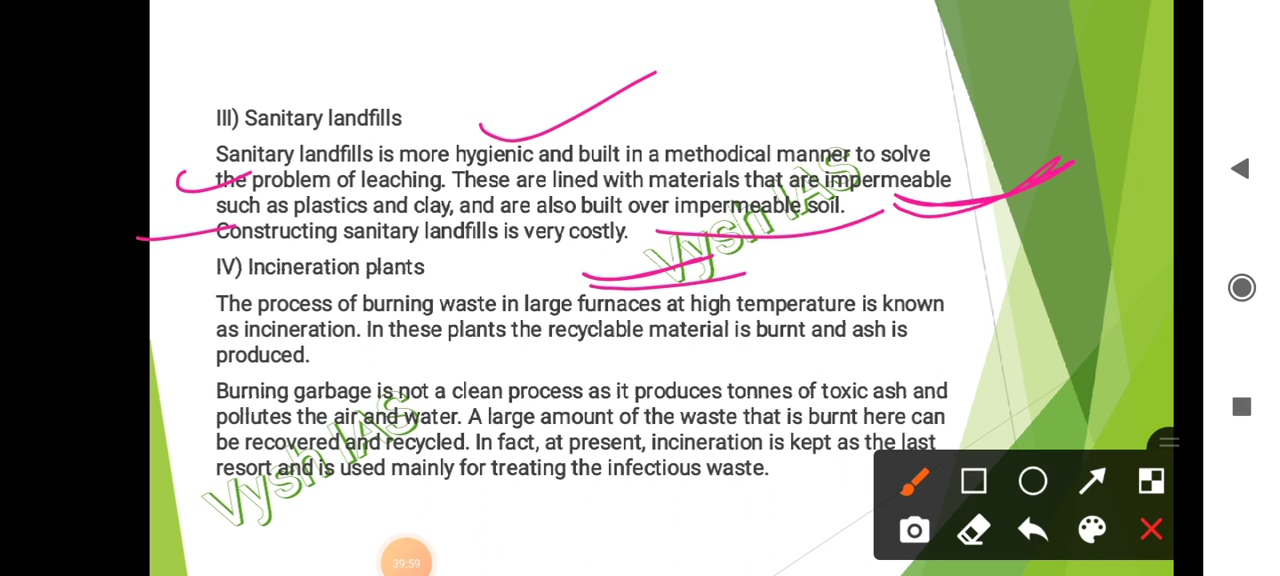 III) Sanitary landfills
Sanitary landfills is more hygienic and built in a methodical manner to solve
the problem of leaching. These are lined with materials that are impermeable
such as plastics and clay, and are also built over impermeable soil.
Constructing sanitary landfills is very costly.
Vysh IAS
IV) Incineration plants
The process of burning waste in large furnaces at high temperature is known
as incineration. In these plants the recyclable material is burnt and ash is
produced.
Burning garbage is not a clean process as it produces tonnes of toxic ash and
pollutes the air and water. A large amount of the waste that is burnt here can
be recovered and recycled. In fact, at present, incineration is kept as the last
resort and is used mainly for treating the infectious waste.
Vysh IAS
39:59